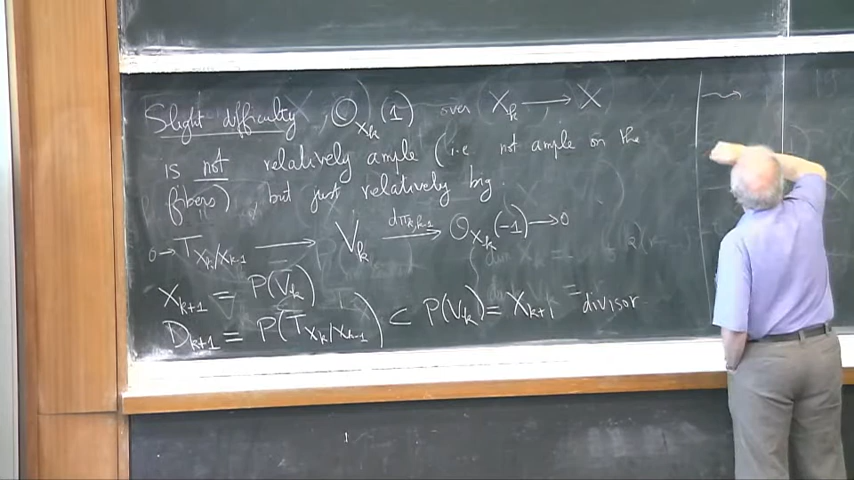 Slight difficulty, O_{X_k}(1) over X_k → X
is not relatively ample (i.e not ample on the
fibers), but just relatively big.
0 → T_{X_k/X_{k-1}} → V_k →^{dπ_{k,k-1}} O_{X_k}(-1) → 0
X_{k+1} = P(V_k)
D_{k+1} = P(T_{X_k/X_{k-1}}) ⊂ P(V_k) = X_{k+1} = divisor